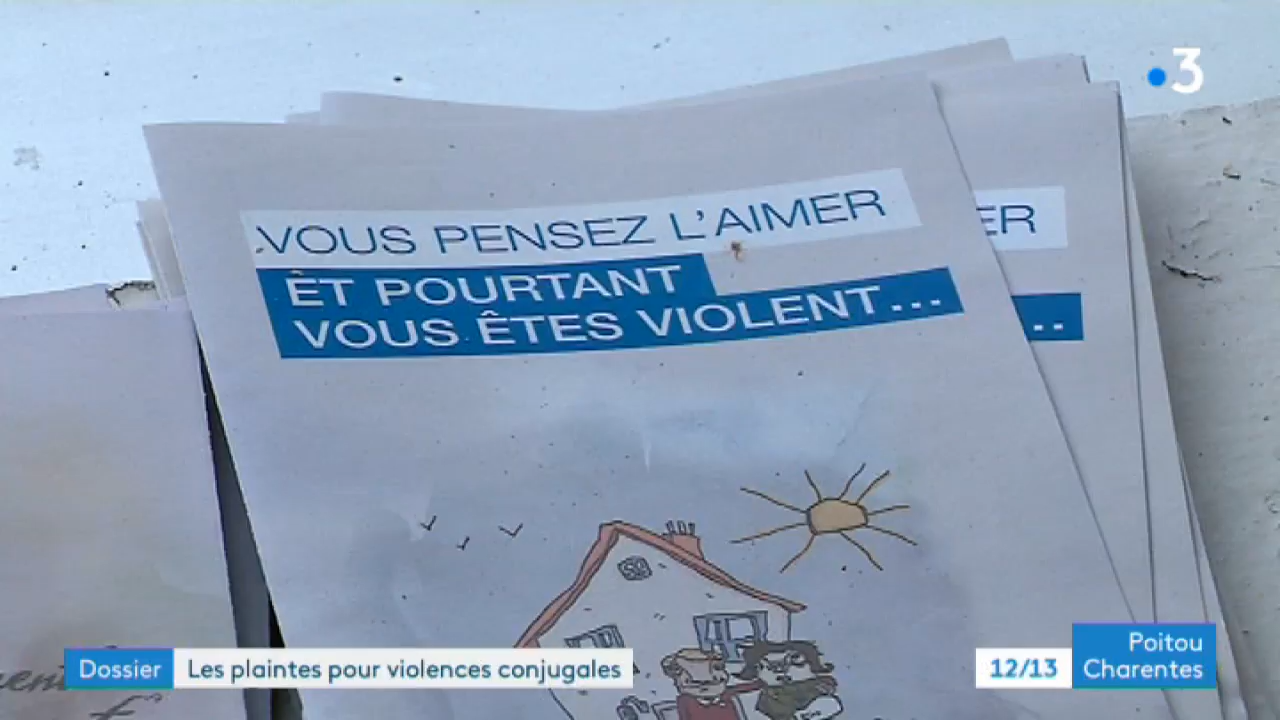 3
VOUS PENSEZ L'AIMER
ET POURTANT
VOUS ÊTES VIOLENT...
ER
..
Dossier
Les plaintes pour violences conjugales
12/13
Poitou
Charentes